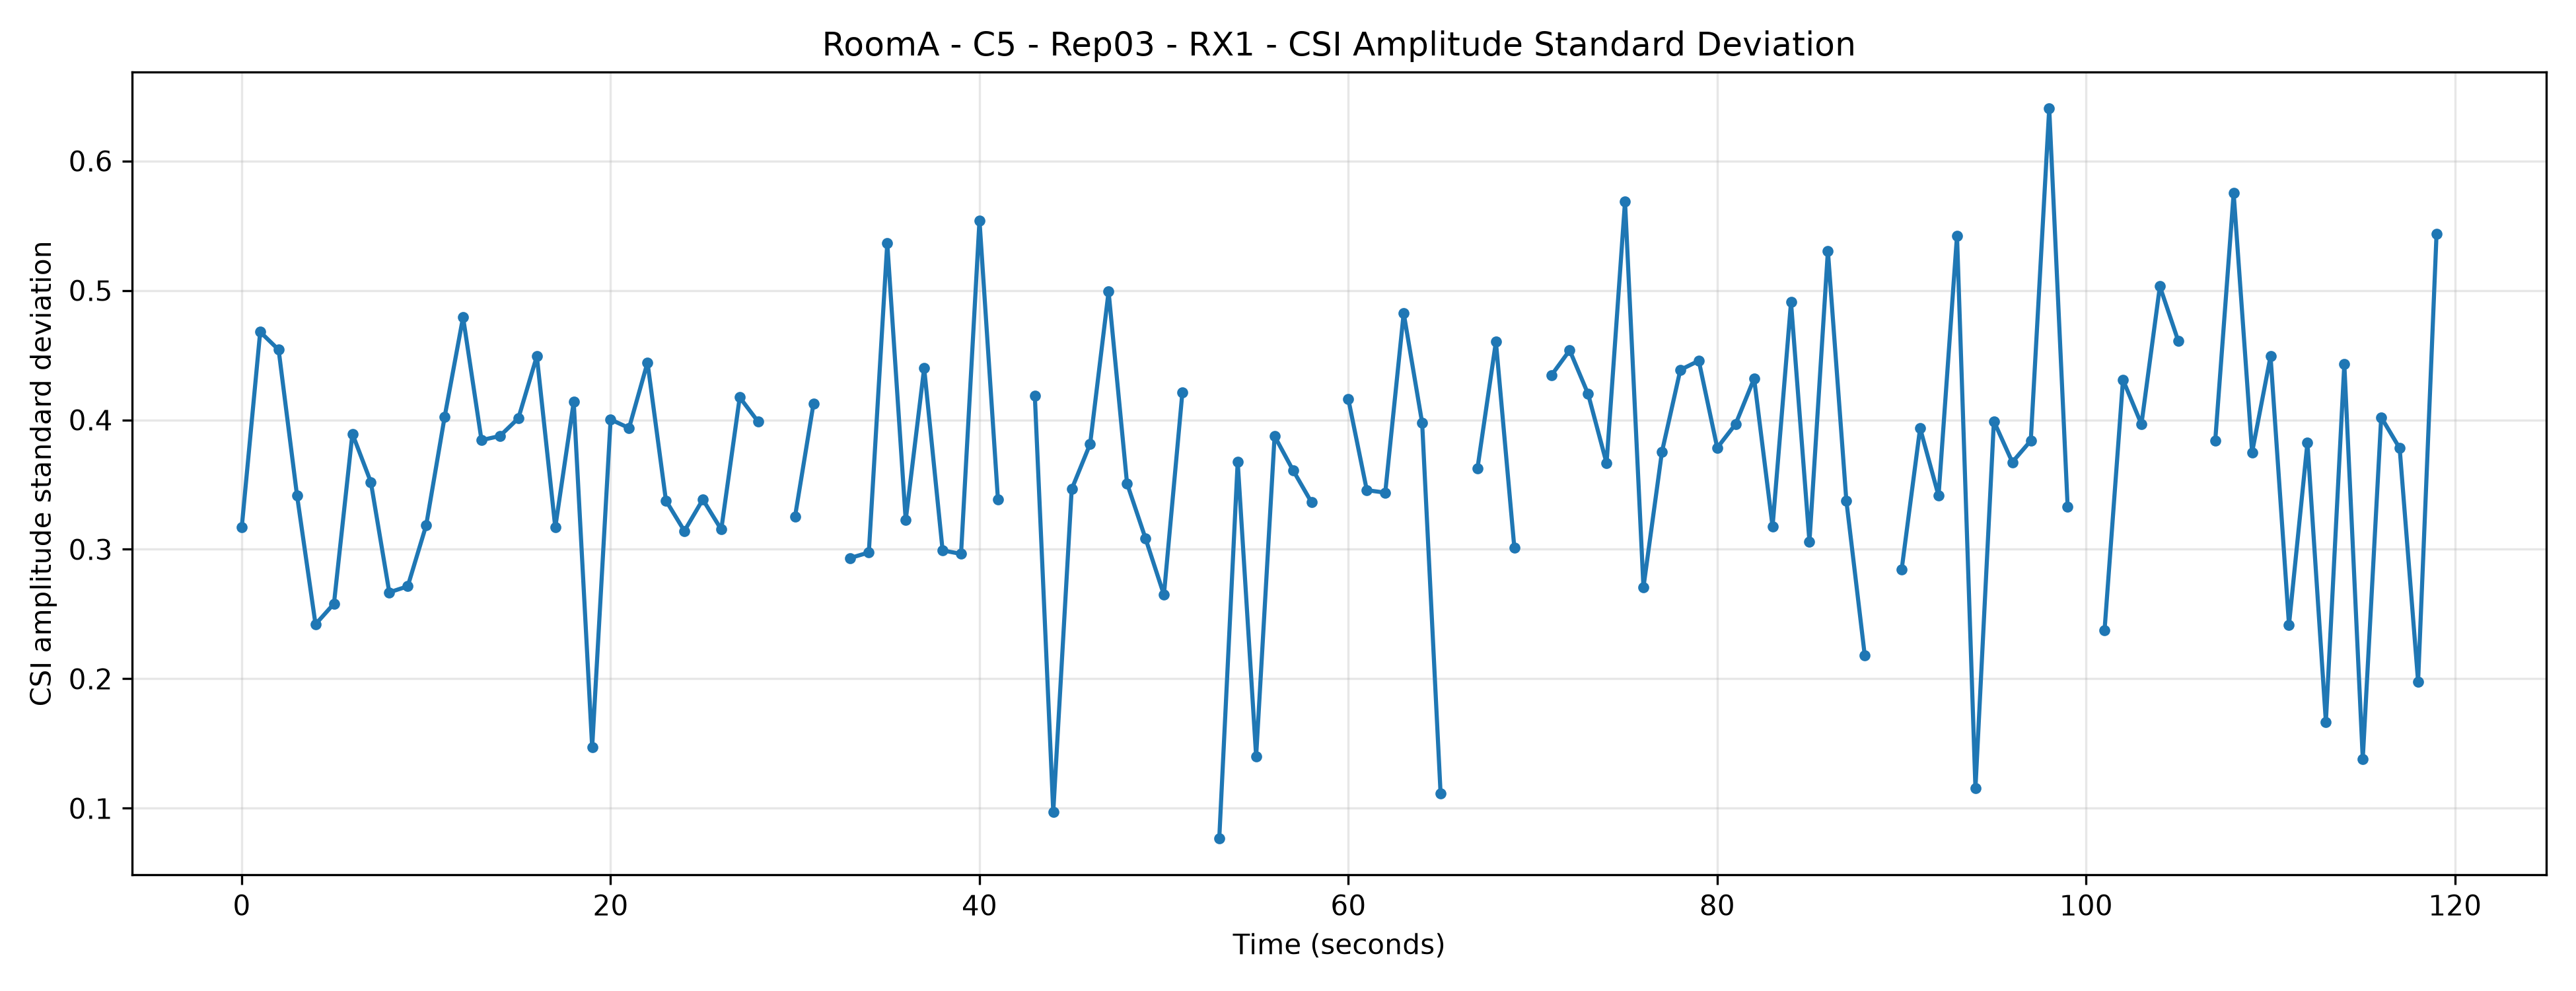 RoomA - C5 - Rep03 - RX1 - CSI Amplitude Standard Deviation
CSI amplitude standard deviation
0.6
0.5
0.4
0.3
0.2
0.1
0 20 40 60 80 100 120
Time (seconds)